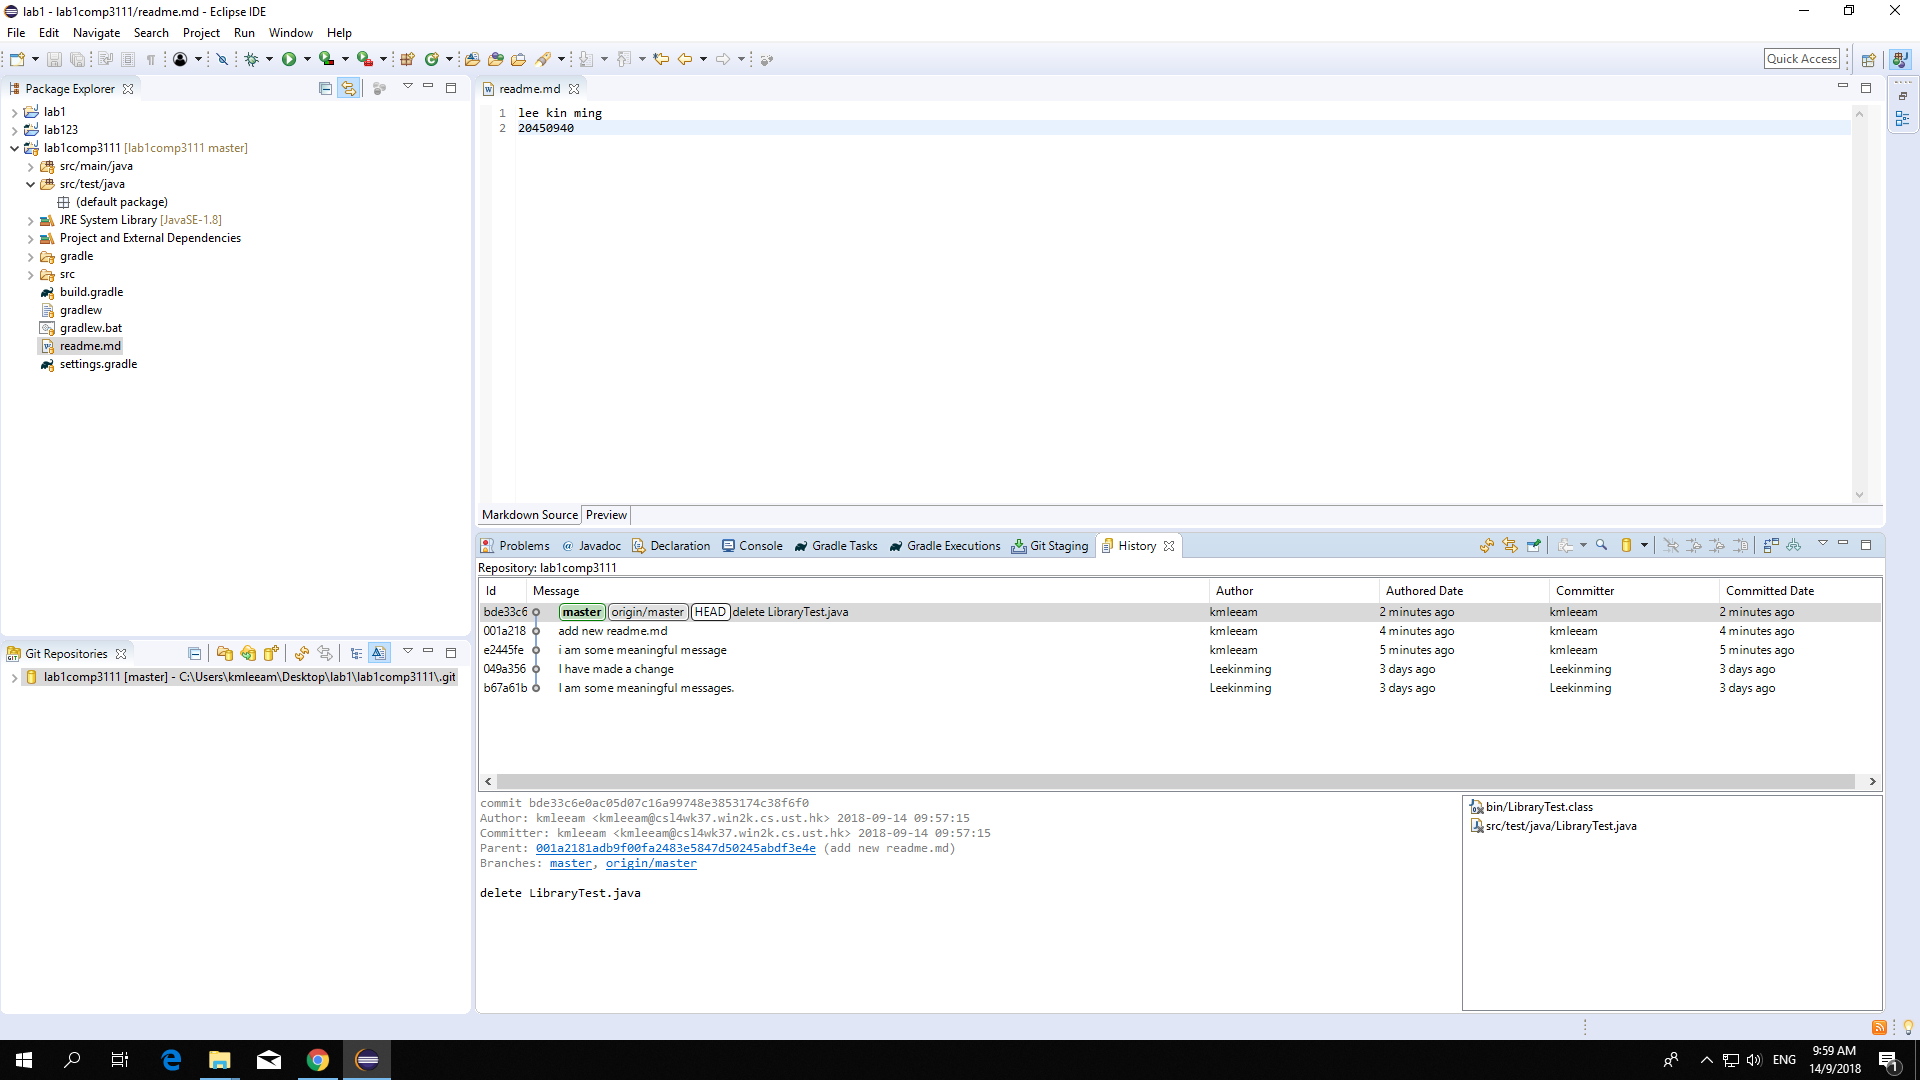 lab1 - lab1comp3111/readme.md - Eclipse IDE
File Edit Navigate Search Project Run Window Help
Quick Access
Package Explorer
lab1
lab123
lab1comp3111 [lab1comp3111 master]
src/main/java
src/test/java
(default package)
JRE System Library [JavaSE-1.8]
Project and External Dependencies
gradle
src
build.gradle
gradlew
gradlew.bat
readme.md
settings.gradle
Git Repositories
lab1comp3111 [master] - C:\Users\kmleeam\Desktop\lab1\lab1comp3111\.git
readme.md
1 lee kin ming
2 20450940
Markdown Source Preview
Problems Javadoc Declaration Console Gradle Tasks Gradle Executions Git Staging History
Repository: lab1comp3111
Id Message Author Authored Date Committer Committed Date
bde33c6 master origin/master HEAD delete LibraryTest.java kmleeam 2 minutes ago kmleeam 2 minutes ago
001a218 add new readme.md kmleeam 4 minutes ago kmleeam 4 minutes ago
e2445fe i am some meaningful message kmleeam 5 minutes ago kmleeam 5 minutes ago
049a356 I have made a change Leekinming 3 days ago Leekinming 3 days ago
b67a61b I am some meaningful messages. Leekinming 3 days ago Leekinming 3 days ago
commit bde33c6e0ac05d07c16a99748e3853174c38f6f0
Author: kmleeam <kmleeam@csl4wk37.win2k.cs.ust.hk> 2018-09-14 09:57:15
Committer: kmleeam <kmleeam@csl4wk37.win2k.cs.ust.hk> 2018-09-14 09:57:15
Parent: 001a2181adb9f00fa2483e5847d50245abdf3e4e (add new readme.md)
Branches: master, origin/master
delete LibraryTest.java
bin/LibraryTest.class
src/test/java/LibraryTest.java
ENG
9:59 AM
14/9/2018
1